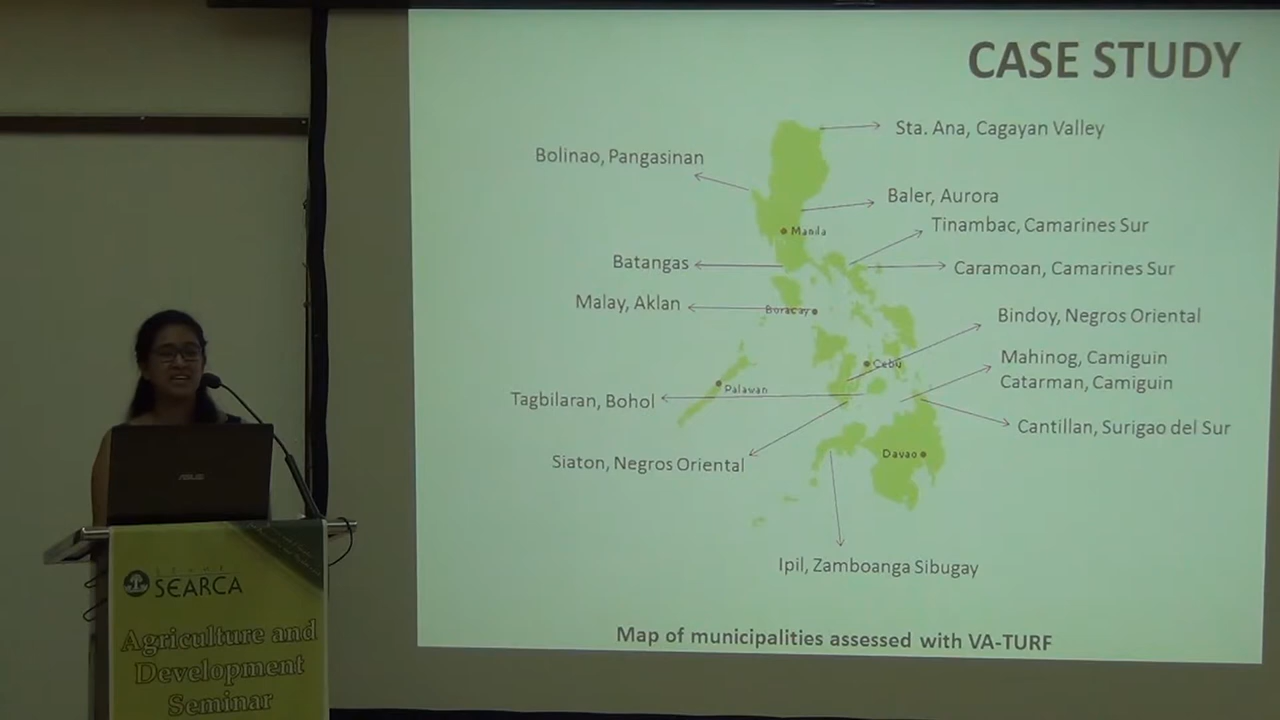 CASE STUDY
Sta. Ana, Cagayan Valley
Bolinao, Pangasinan
Baler, Aurora
Tinambac, Camarines Sur
Manila
Batangas
Caramoan, Camarines Sur
Malay, Aklan
Boracay
Bindoy, Negros Oriental
Cebu
Mahinog, Camiguin
Catarman, Camiguin
Palawan
Tagbilaran, Bohol
Cantillan, Surigao del Sur
Davao
Siaton, Negros Oriental
Ipil, Zamboanga Sibugay
Map of municipalities assessed with VA-TURF
ASUS
SEARCA
Agriculture and
Development
Seminar